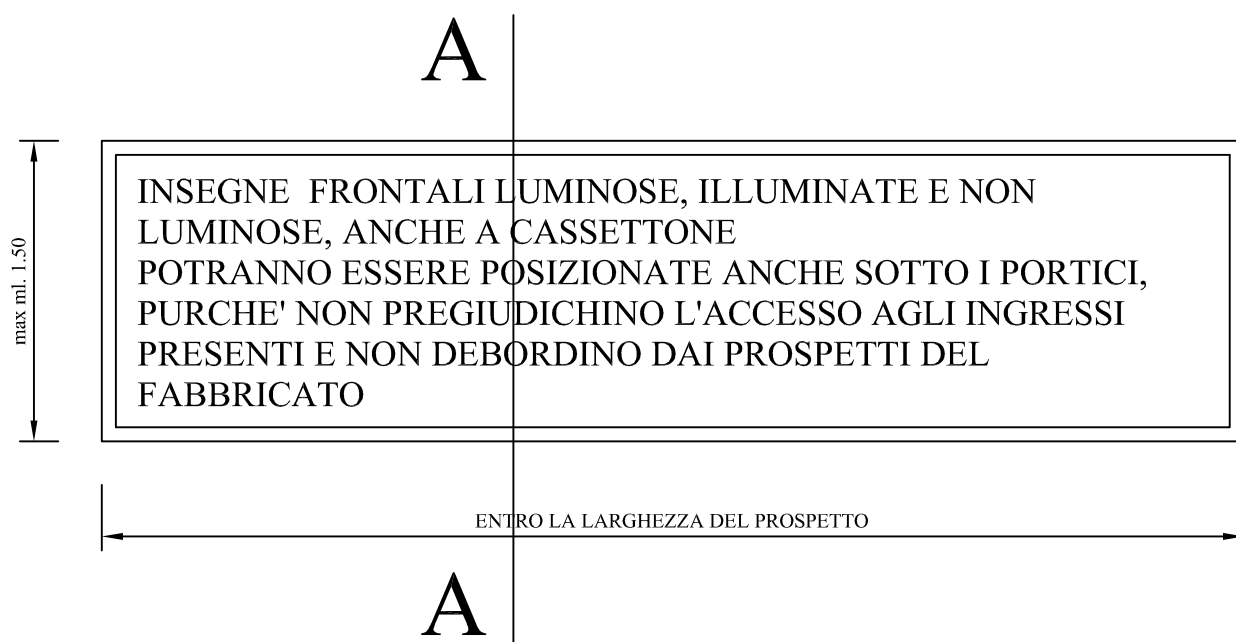 A
INSEGNE FRONTALI LUMINOSE, ILLUMINATE E NON
LUMINOSE, ANCHE A CASSETTONE
POTRANNO ESSERE POSIZIONATE ANCHE SOTTO I PORTICI,
PURCHE' NON PREGIUDICHINO L'ACCESSO AGLI INGRESSI
PRESENTI E NON DEBORDINO DAI PROSPETTI DEL
FABBRICATO
max ml. 1.50
ENTRO LA LARGHEZZA DEL PROSPETTO
A